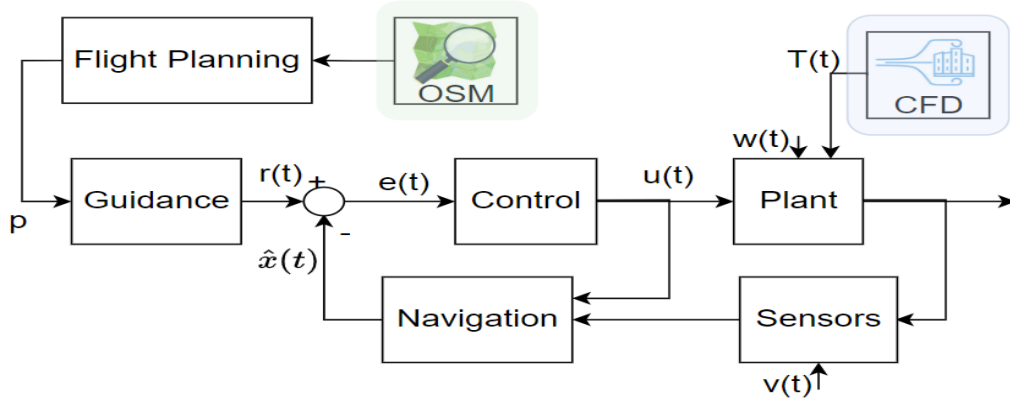 Flight Planning
OSM
T(t)
CFD
w(t)
p
Guidance
r(t)
+
-
e(t)
Control
u(t)
Plant
x̂(t)
Navigation
Sensors
v(t)